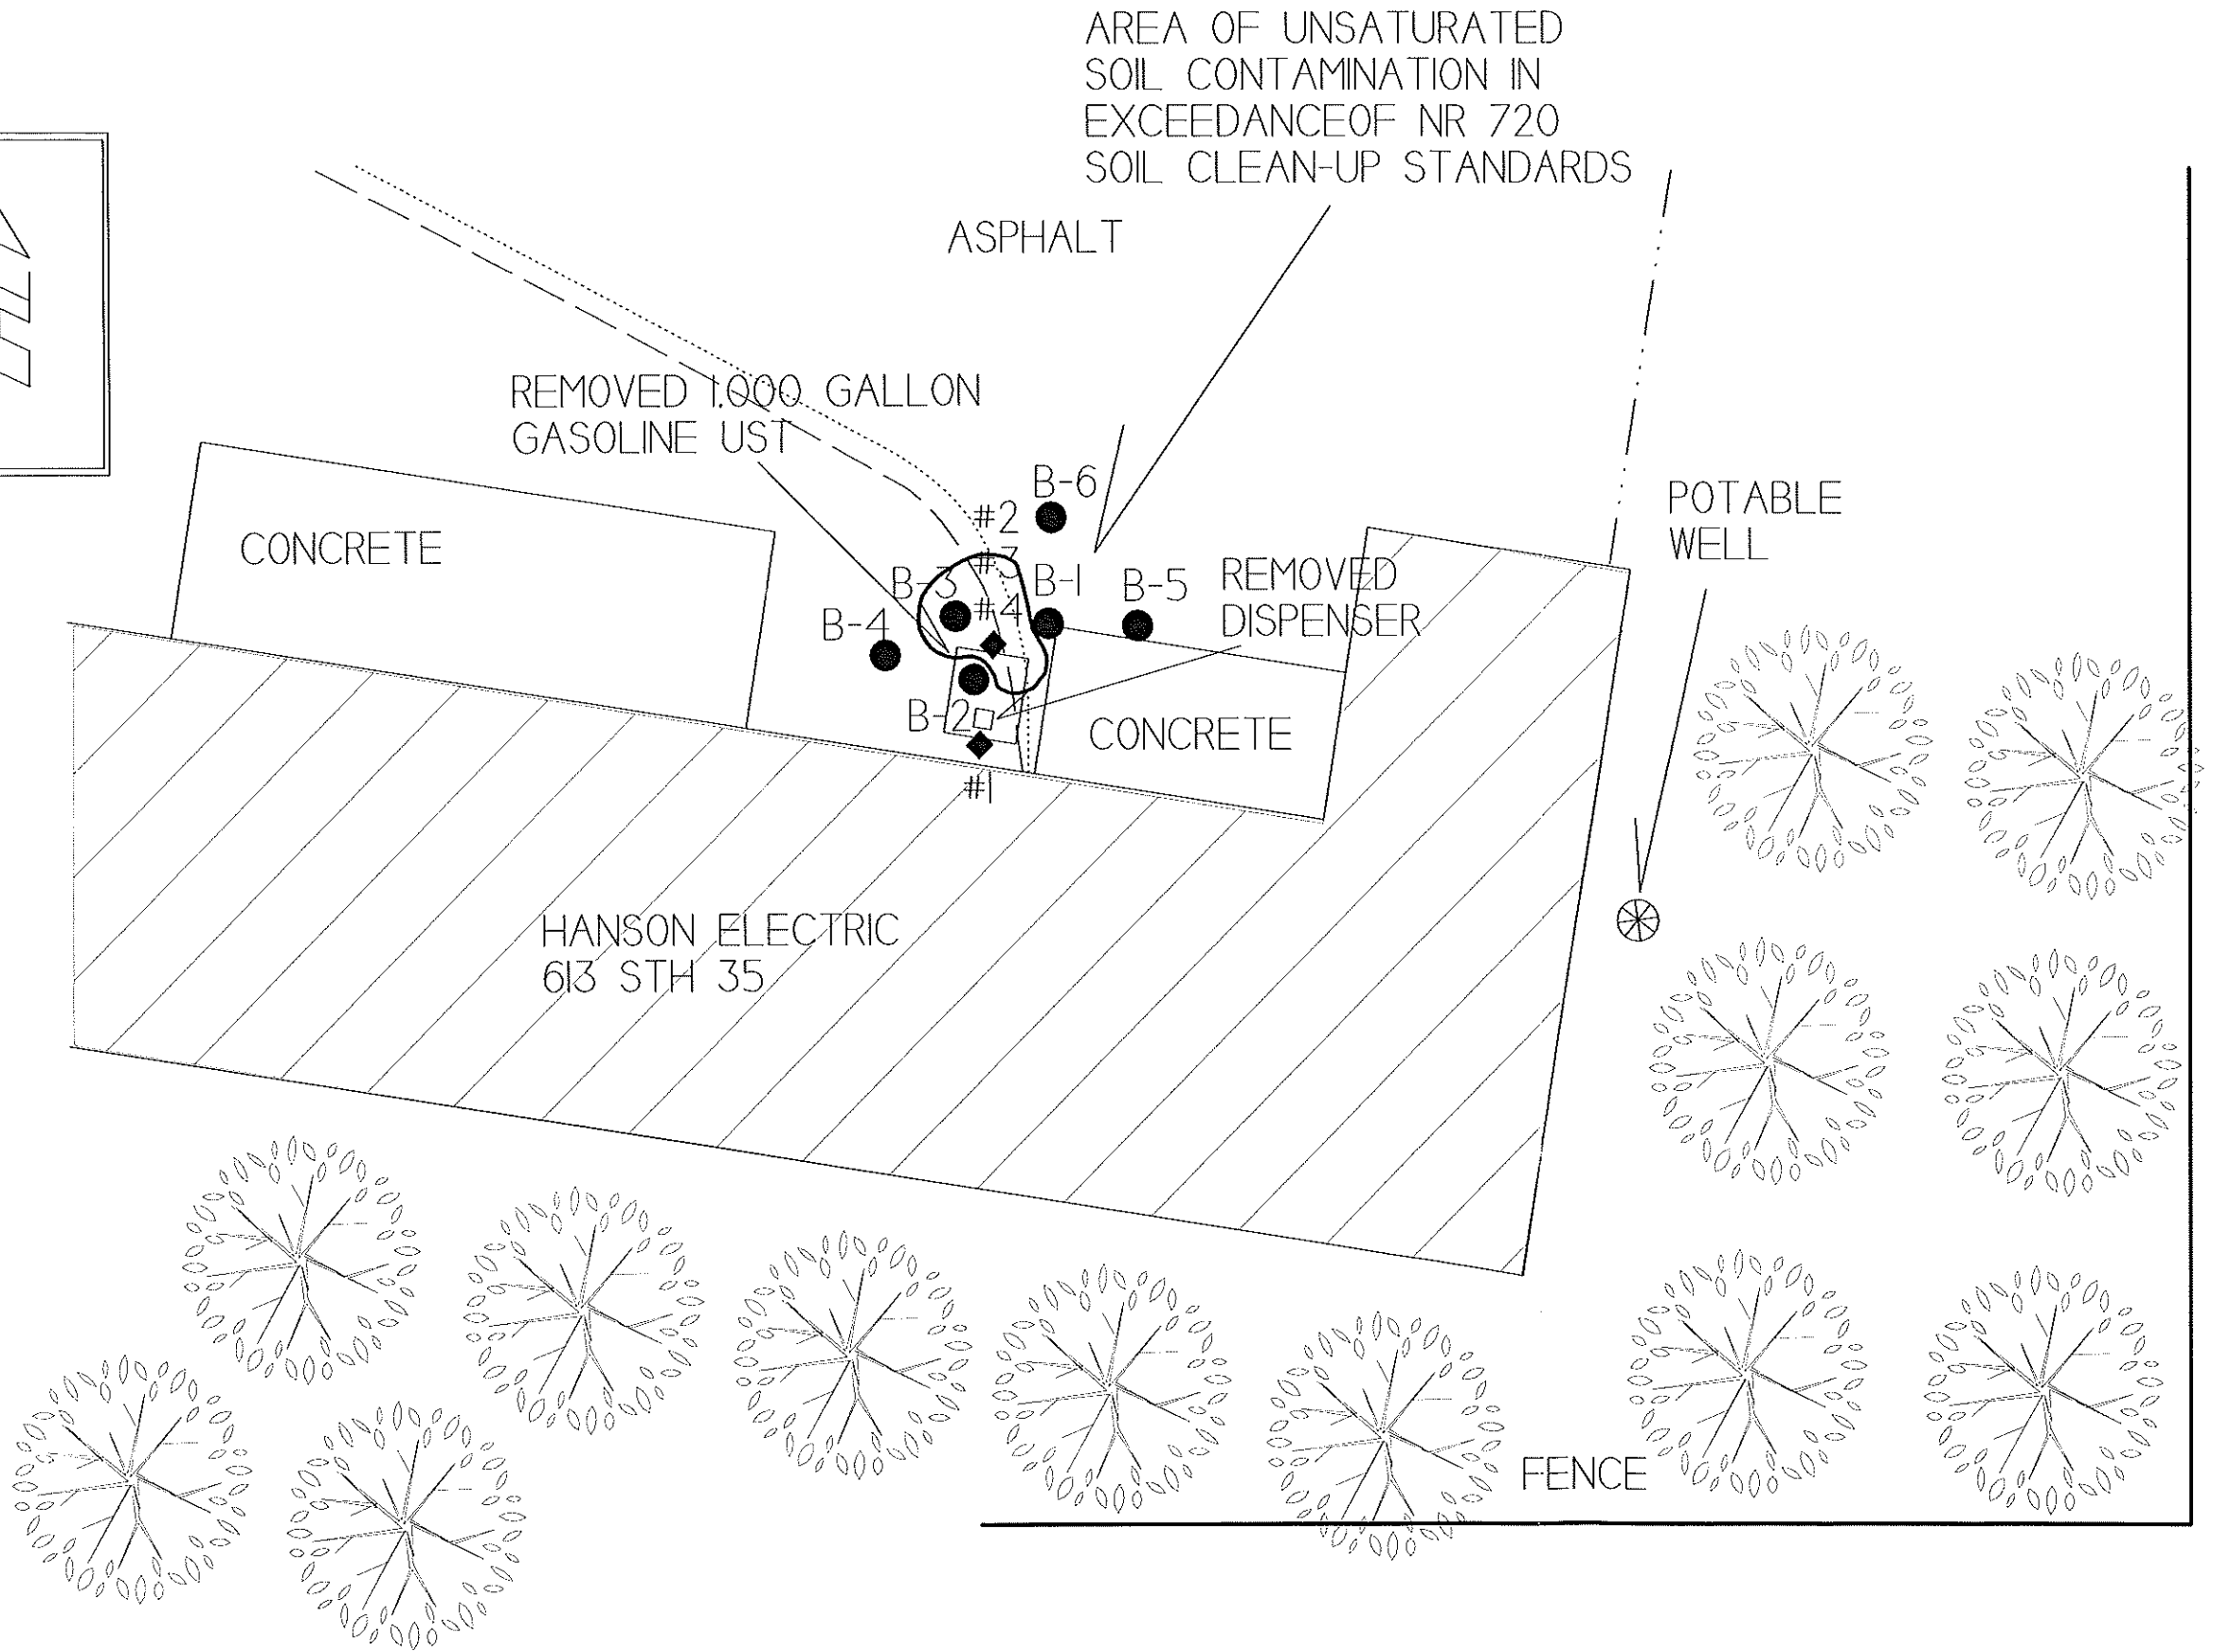 AREA OF UNSATURATED
SOIL CONTAMINATION IN
EXCEEDANCEOF NR 720
SOIL CLEAN-UP STANDARDS
ASPHALT
REMOVED 1,000 GALLON
GASOLINE UST
B-6
#2
POTABLE
WELL
CONCRETE
#3
B-3
B-1
B-5
REMOVED
DISPENSER
#4
B-4
B-2
CONCRETE
#1
HANSON ELECTRIC
613 STH 35
FENCE